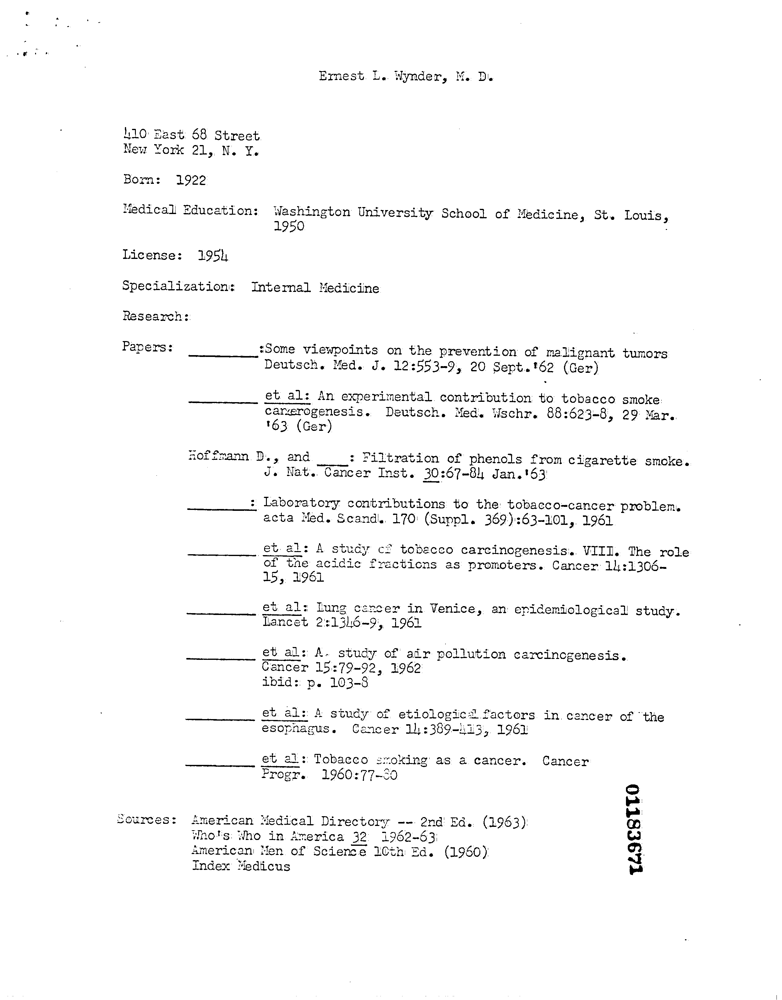 Ernest L. Wynder, M. D.
410 East 68 Street
New York 21, N. Y.
Born: 1922
Medical Education: Washington University School of Medicine, St. Louis,
1950
License: 1954
Specialization: Internal Medicine
Research:
Papers: ________:Some viewpoints on the prevention of malignant tumors
Deutsch. Med. J. 12:553-9, 20 Sept.'62 (Ger)
________ et al: An experimental contribution to tobacco smoke
cancerogenesis. Deutsch. Med. Wschr. 88:623-8, 29 Mar.
'63 (Ger)
Hoffmann D., and ____: Filtration of phenols from cigarette smoke.
J. Nat. Cancer Inst. 30:67-84 Jan.'63
________: Laboratory contributions to the tobacco-cancer problem.
acta Med. Scand. 170 (Suppl. 369):63-101, 1961
________ et al: A study of tobacco carcinogenesis. VIII. The role
of the acidic fractions as promoters. Cancer 14:1306-
15, 1961
________ et al: Lung cancer in Venice, an epidemiological study.
Lancet 2:1346-9, 1961
________ et al: A study of air pollution carcinogenesis.
Cancer 15:79-92, 1962
ibid: p. 103-8
________ et al: A study of etiological factors in cancer of the
esophagus. Cancer 14:389-413, 1961
________ et al: Tobacco smoking as a cancer. Cancer
Progr. 1960:77-80
Sources: American Medical Directory -- 2nd Ed. (1963)
Who's Who in America 32 1962-63
American Men of Science 10th Ed. (1960)
Index Medicus
01183671